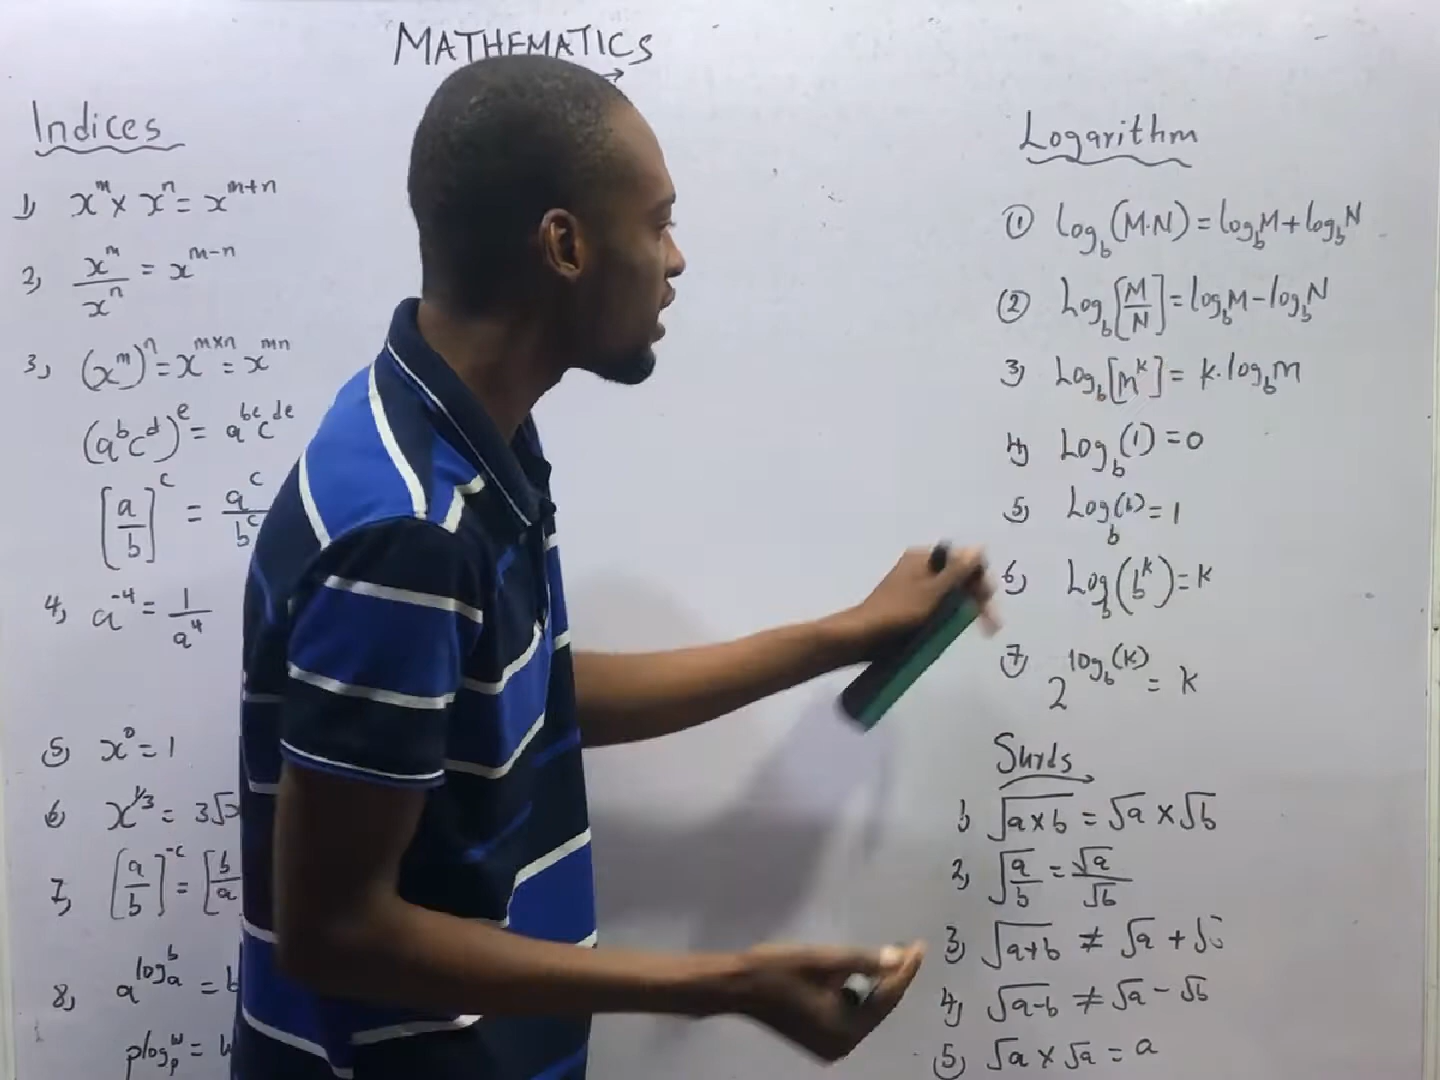 MATHEMATICS
Indices
1) x^m × x^n = x^{m+n}
2) x^m/x^n = x^{m-n}
3) (x^m)^n = x^{m×n} = x^{mn}
(a^b c^d)^e = a^{be} c^{de}
[a/b]^c = a^c/b^c
4) a^{-4} = 1/a^4
5) x^0 = 1
6) x^{1/3} = 3√
7) [a/b]^{-c} = [b/a
8) a^{log_a^b} =
p^{log_p^w} =
Logarithm
① log_b(M·N) = log_b M + log_b N
② Log_b[M/N] = log_b M - log_b N
3) Log_b[M^k] = k·log_b M
4) Log_b(1) = 0
5) Log_b(b) = 1
6) Log_b(b^k) = k
7) 2^{log_b(k)} = k
Surds
1) √(a×b) = √a × √b
2) √(a/b) = √a/√b
3) √(a+b) ≠ √a + √
4) √(a-b) ≠ √a - √b
5) √a × √a = a